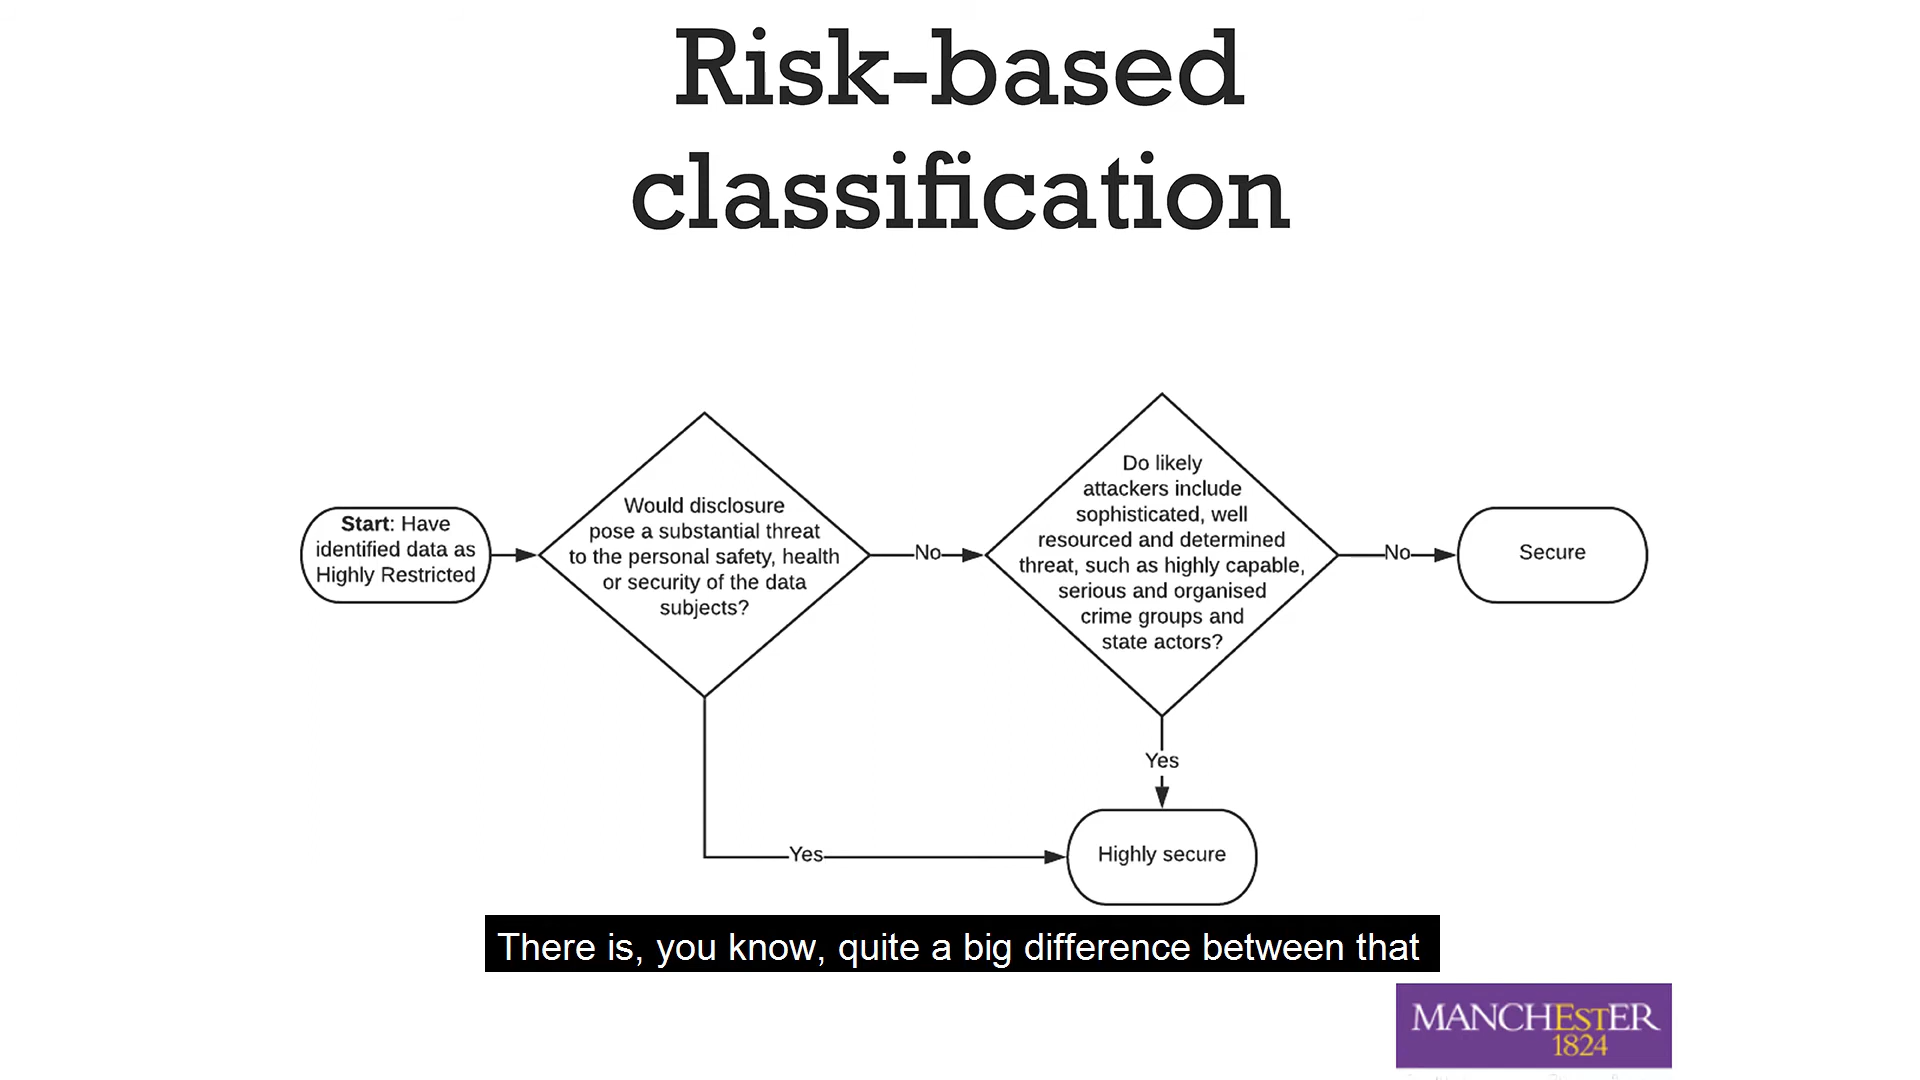 Risk-based
classification
Start: Have
identified data as
Highly Restricted
Would disclosure
pose a substantial threat
to the personal safety, health
or security of the data
subjects?
No
Do likely
attackers include
sophisticated, well
resourced and determined
threat, such as highly capable,
serious and organised
crime groups and
state actors?
No
Secure
Yes
Yes
Highly secure
There is, you know, quite a big difference between that
MANCHESTER
1824